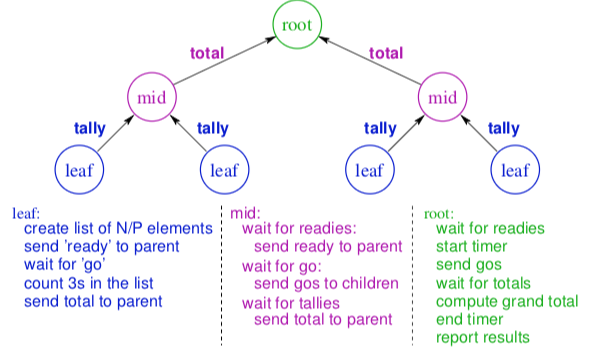 root
total total
mid mid
tally tally tally tally
leaf leaf leaf leaf
leaf:
create list of N/P elements
send 'ready' to parent
wait for 'go'
count 3s in the list
send total to parent
mid:
wait for readies:
send ready to parent
wait for go:
send gos to children
wait for tallies
send total to parent
root:
wait for readies
start timer
send gos
wait for totals
compute grand total
end timer
report results